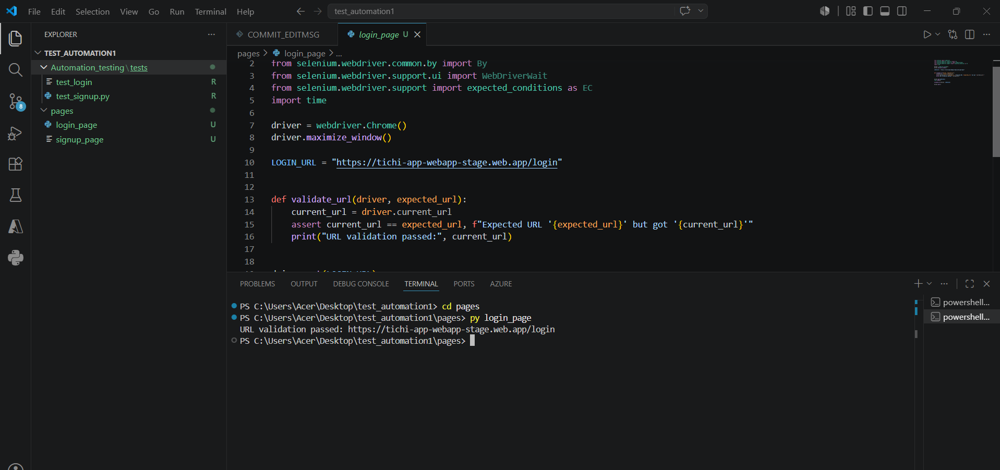 File Edit Selection View Go Run Terminal Help
test_automation1
EXPLORER
TEST_AUTOMATION1
Automation_testing\tests
test_login R
test_signup.py R
pages
login_page U
signup_page U
8
COMMIT_EDITMSG
login_page U
pages > login_page > ...
2 from selenium.webdriver.common.by import By
3 from selenium.webdriver.support.ui import WebDriverWait
4 from selenium.webdriver.support import expected_conditions as EC
5 import time
6
7 driver = webdriver.Chrome()
8 driver.maximize_window()
9
10 LOGIN_URL = "https://tichi-app-webapp-stage.web.app/login"
11
12
13 def validate_url(driver, expected_url):
14 current_url = driver.current_url
15 assert current_url == expected_url, f"Expected URL '{expected_url}' but got '{current_url}'"
16 print("URL validation passed:", current_url)
17
18
PROBLEMS OUTPUT DEBUG CONSOLE TERMINAL PORTS AZURE
PS C:\Users\Acer\Desktop\test_automation1> cd pages
PS C:\Users\Acer\Desktop\test_automation1\pages> py login_page
URL validation passed: https://tichi-app-webapp-stage.web.app/login
PS C:\Users\Acer\Desktop\test_automation1\pages>
powershell...
powershell...